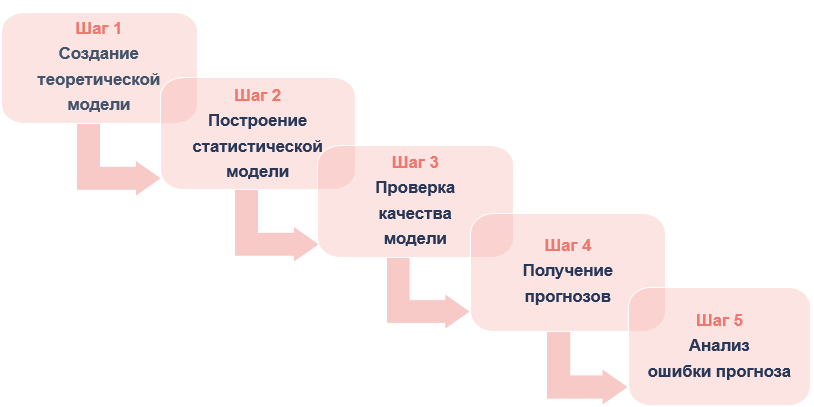 Шаг 1
Создание
теоретической
модели
Шаг 2
Построение
статистической
модели
Шаг 3
Проверка
качества
модели
Шаг 4
Получение
прогнозов
Шаг 5
Анализ
ошибки прогноза